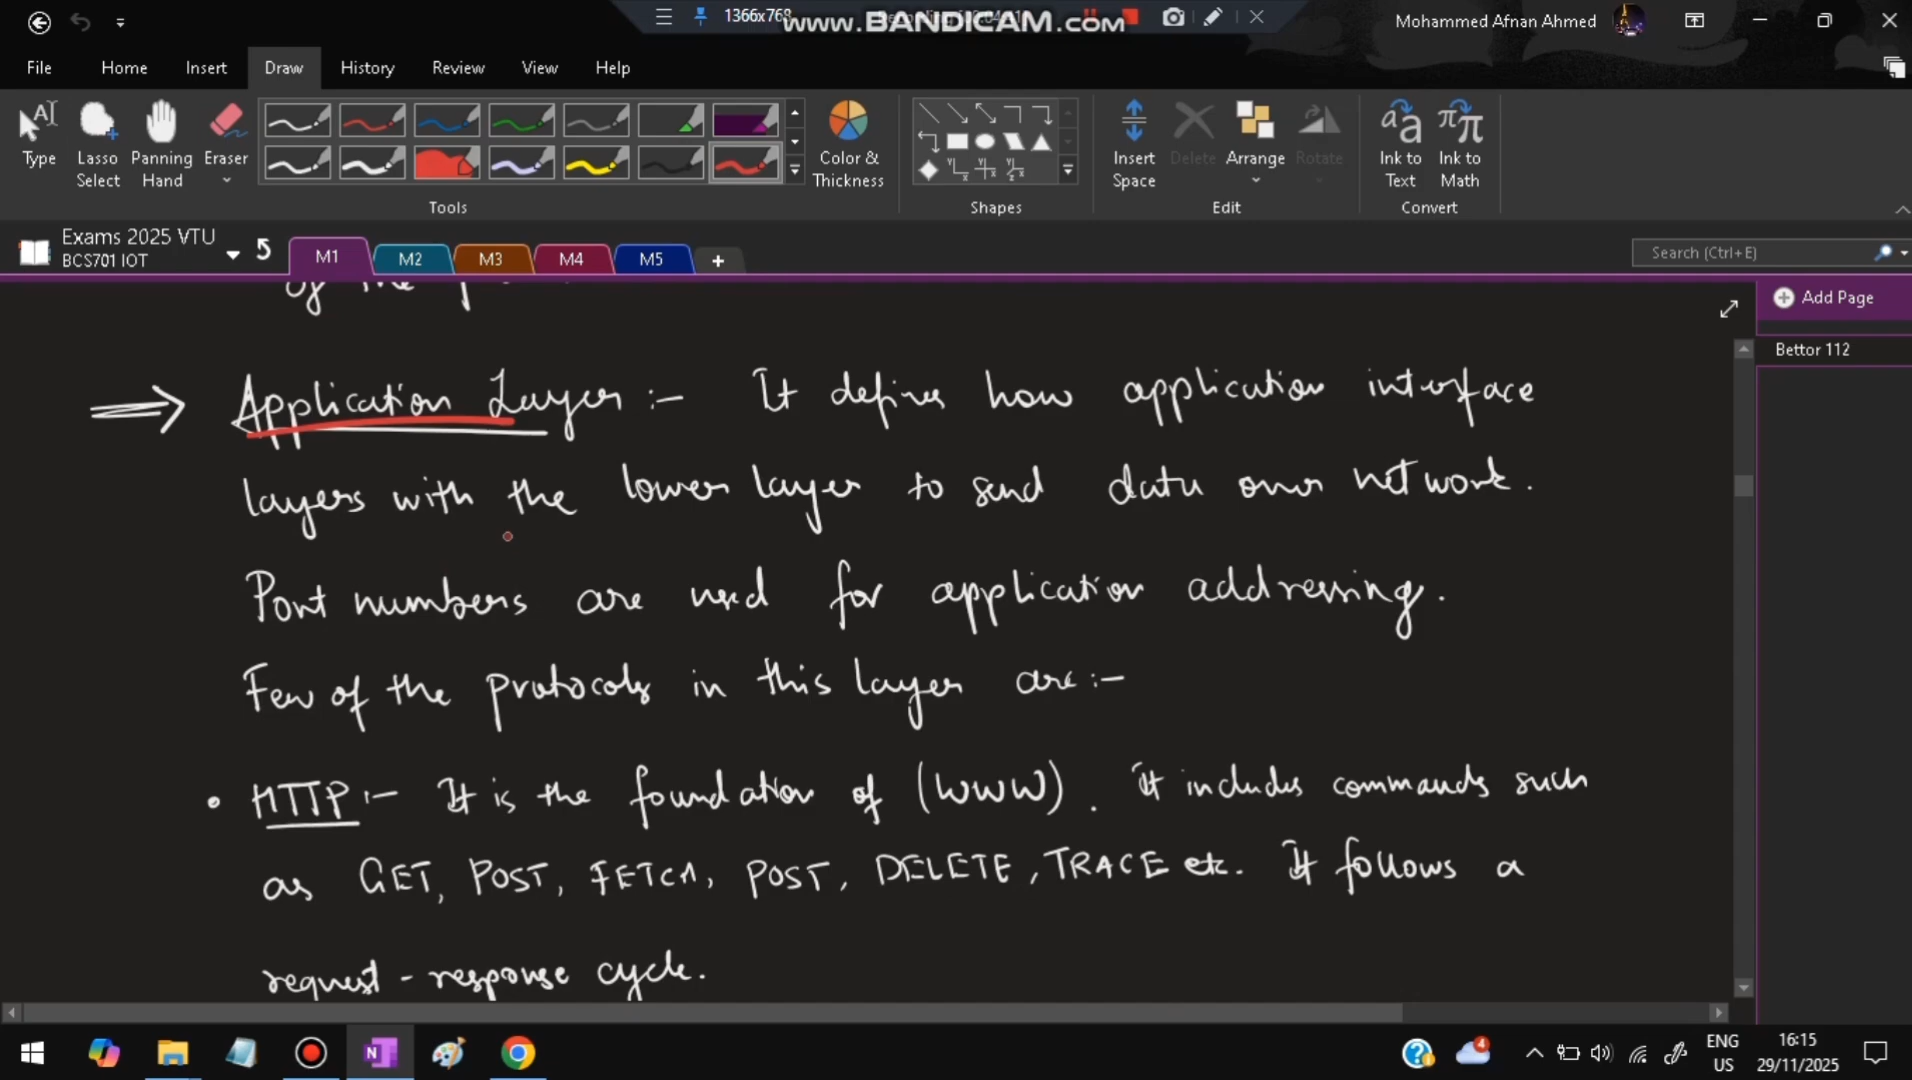 1366x768
www.BANDICAM.com
Mohammed Afnan Ahmed
File Home Insert Draw History Review View Help
Type
Lasso Select
Panning Hand
Eraser
Color & Thickness
Insert Space
Delete
Arrange
Rotate
Ink to Text
Ink to Math
Tools
Shapes
Edit
Convert
Exams 2025 VTU
BCS701 IOT
M1 M2 M3 M4 M5 +
Search (Ctrl+E)
Add Page
Bettor 112
of the
⇒ Application Layer :- It defines how application interface
layers with the lower layer to send data over network.
Port numbers are used for application addressing.
Few of the protocols in this layer are :-
• HTTP :- It is the foundation of (WWW). It includes commands such
as GET, POST, FETCH, POST, DELETE, TRACE etc. It follows a
request - response cycle.
4
ENG
US
16:15
29/11/2025